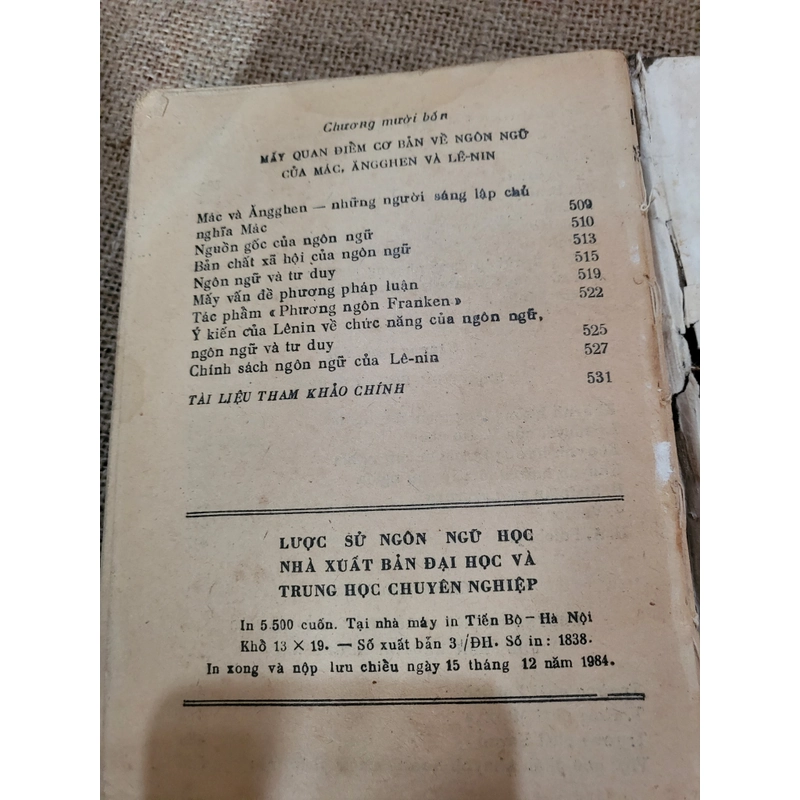 Chương mười bốn
MẤY QUAN ĐIỂM CƠ BẢN VỀ NGÔN NGỮ
CỦA MÁC, ĂNGGHEN VÀ LÊ-NIN
Mác và Ăngghen — những người sáng lập chủ
nghĩa Mác 509
Nguồn gốc của ngôn ngữ 510
Bản chất xã hội của ngôn ngữ 513
Ngôn ngữ và tư duy 515
Mấy vấn đề phương pháp luận 519
Tác phẩm « Phương ngôn Franken » 522
Ý kiến của Lênin về chức năng của ngôn ngữ,
ngôn ngữ và tư duy 525
Chính sách ngôn ngữ của Lê-nin 527
TÀI LIỆU THAM KHẢO CHÍNH 531
LƯỢC SỬ NGÔN NGỮ HỌC
NHÀ XUẤT BẢN ĐẠI HỌC VÀ
TRUNG HỌC CHUYÊN NGHIỆP
In 5 500 cuốn. Tại nhà máy in Tiến Bộ — Hà Nội
Khổ 13 × 19. — Số xuất bản 3 /ĐH. Số in: 1838.
In xong và nộp lưu chiểu ngày 15 tháng 12 năm 1984.